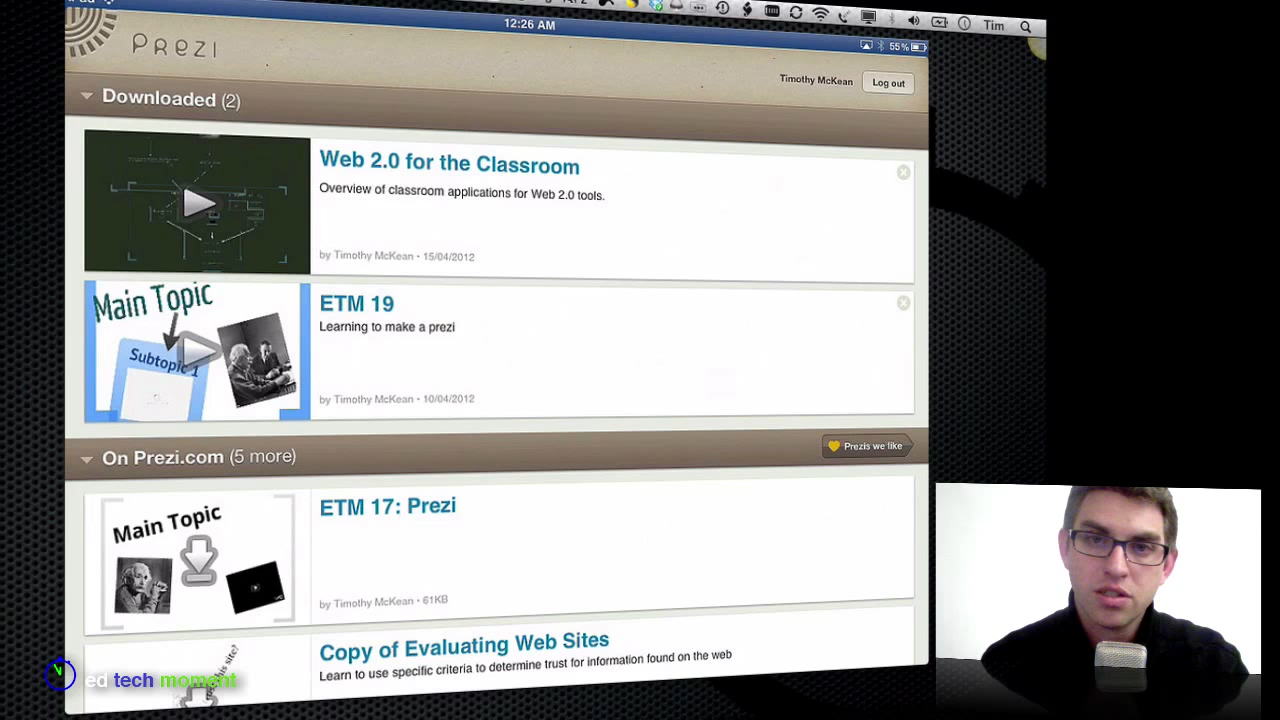 Tim
12:26 AM
55%
PREZI
Timothy McKean
Log out
Downloaded (2)
Web 2.0 for the Classroom
Overview of classroom applications for Web 2.0 tools.
by Timothy McKean • 15/04/2012
Main Topic
Subtopic 1
ETM 19
Learning to make a prezi
by Timothy McKean • 10/04/2012
On Prezi.com (5 more)
Prezis we like
Main Topic
ETM 17: Prezi
by Timothy McKean • 61KB
Copy of Evaluating Web Sites
Learn to use specific criteria to determine trust for information found on the web
ed tech moment